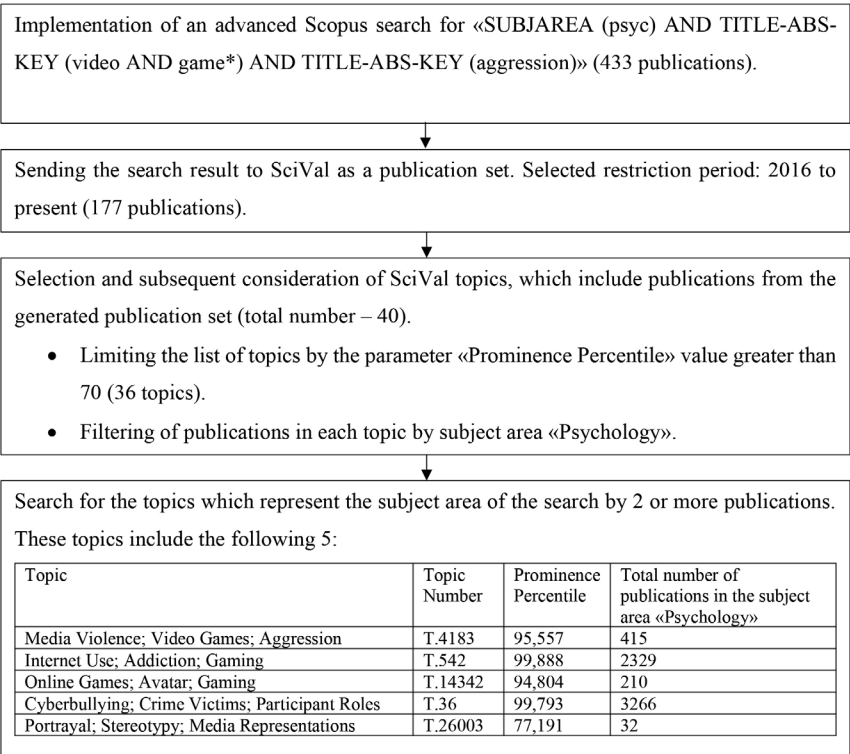 Implementation of an advanced Scopus search for «SUBJAREA (psyc) AND TITLE-ABS-
KEY (video AND game*) AND TITLE-ABS-KEY (aggression)» (433 publications).
Sending the search result to SciVal as a publication set. Selected restriction period: 2016 to
present (177 publications).
Selection and subsequent consideration of SciVal topics, which include publications from the
generated publication set (total number – 40).
• Limiting the list of topics by the parameter «Prominence Percentile» value greater than
70 (36 topics).
• Filtering of publications in each topic by subject area «Psychology».
Search for the topics which represent the subject area of the search by 2 or more publications.
These topics include the following 5:
Topic Topic Prominence Total number of
Number Percentile publications in the subject
area «Psychology»
Media Violence; Video Games; Aggression T.4183 95,557 415
Internet Use; Addiction; Gaming T.542 99,888 2329
Online Games; Avatar; Gaming T.14342 94,804 210
Cyberbullying; Crime Victims; Participant Roles T.36 99,793 3266
Portrayal; Stereotypy; Media Representations T.26003 77,191 32